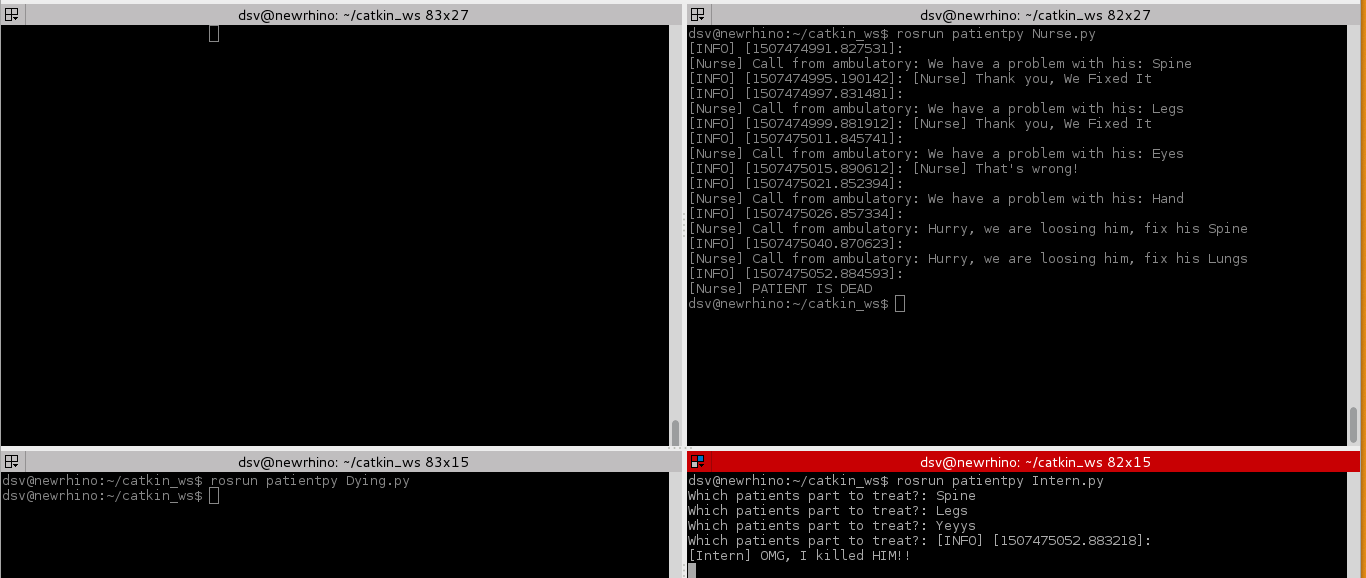 dsv@newrhino: ~/catkin_ws 83x27
dsv@newrhino: ~/catkin_ws 82x27
dsv@newrhino:~/catkin_ws$ rosrun patientpy Nurse.py
[INFO] [1507474991.827531]:
[Nurse] Call from ambulatory: We have a problem with his: Spine
[INFO] [1507474995.190142]: [Nurse] Thank you, We Fixed It
[INFO] [1507474997.831481]:
[Nurse] Call from ambulatory: We have a problem with his: Legs
[INFO] [1507474999.881912]: [Nurse] Thank you, We Fixed It
[INFO] [1507475011.845741]:
[Nurse] Call from ambulatory: We have a problem with his: Eyes
[INFO] [1507475015.890612]: [Nurse] That's wrong!
[INFO] [1507475021.852394]:
[Nurse] Call from ambulatory: We have a problem with his: Hand
[INFO] [1507475026.857334]:
[Nurse] Call from ambulatory: Hurry, we are loosing him, fix his Spine
[INFO] [1507475040.870623]:
[Nurse] Call from ambulatory: Hurry, we are loosing him, fix his Lungs
[INFO] [1507475052.884593]:
[Nurse] PATIENT IS DEAD
dsv@newrhino:~/catkin_ws$
dsv@newrhino: ~/catkin_ws 83x15
dsv@newrhino:~/catkin_ws$ rosrun patientpy Dying.py
dsv@newrhino:~/catkin_ws$
dsv@newrhino: ~/catkin_ws 82x15
dsv@newrhino:~/catkin_ws$ rosrun patientpy Intern.py
Which patients part to treat?: Spine
Which patients part to treat?: Legs
Which patients part to treat?: Yeyys
Which patients part to treat?: [INFO] [1507475052.883218]:
[Intern] OMG, I killed HIM!!